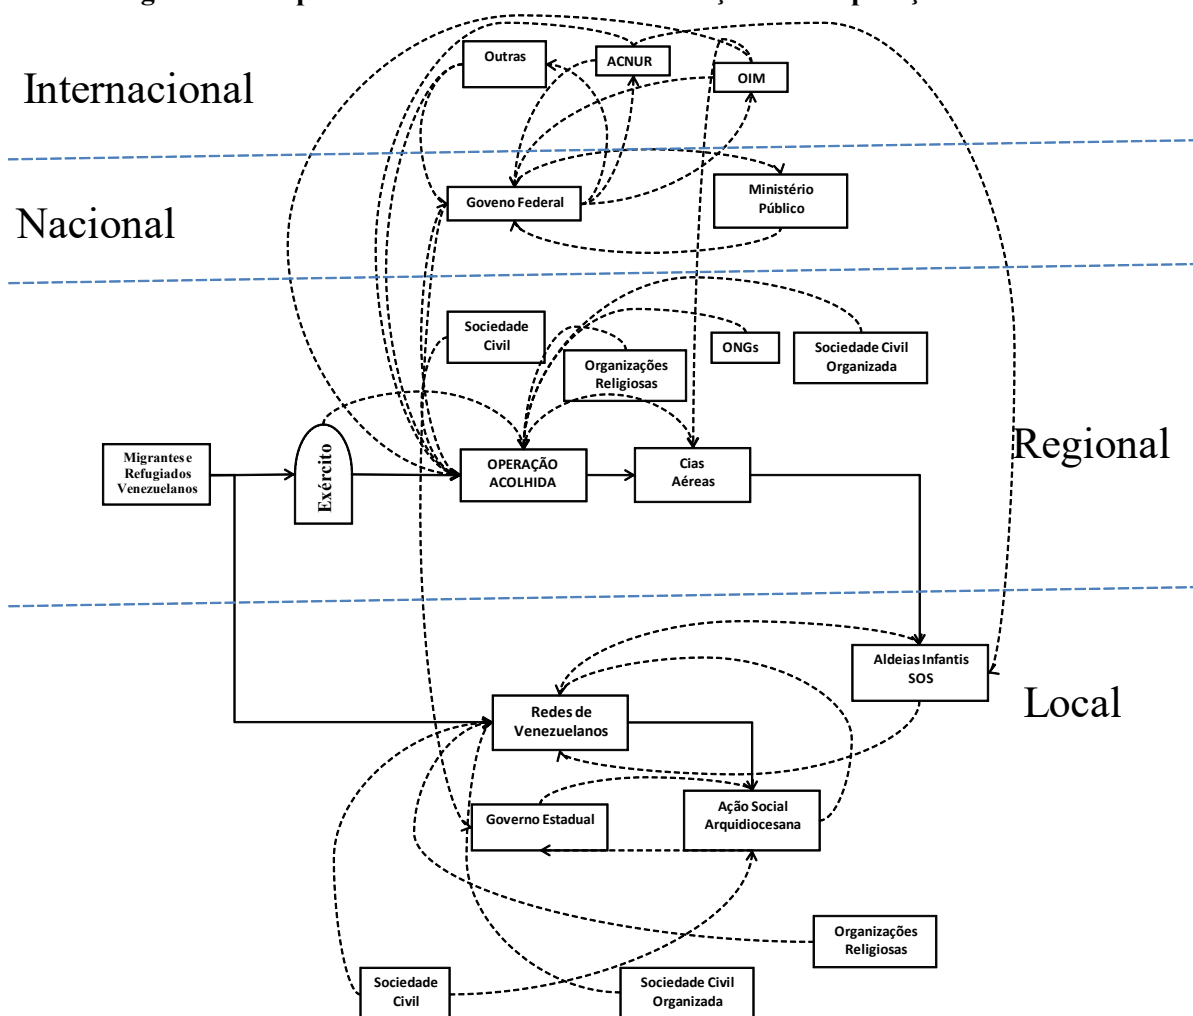 Outras
ACNUR
OIM
Internacional
Goveno Federal
Ministério
Público
Nacional
Sociedade
Civil
Organizações
Religiosas
ONGs
Sociedade Civil
Organizada
Migrantes e
Refugiados
Venezuelanos
Exército
OPERAÇÃO
ACOLHIDA
Cias
Aéreas
Regional
Aldeias Infantis
SOS
Local
Redes de
Venezuelanos
Governo Estadual
Ação Social
Arquidiocesana
Organizações
Religiosas
Sociedade
Civil
Sociedade Civil
Organizada